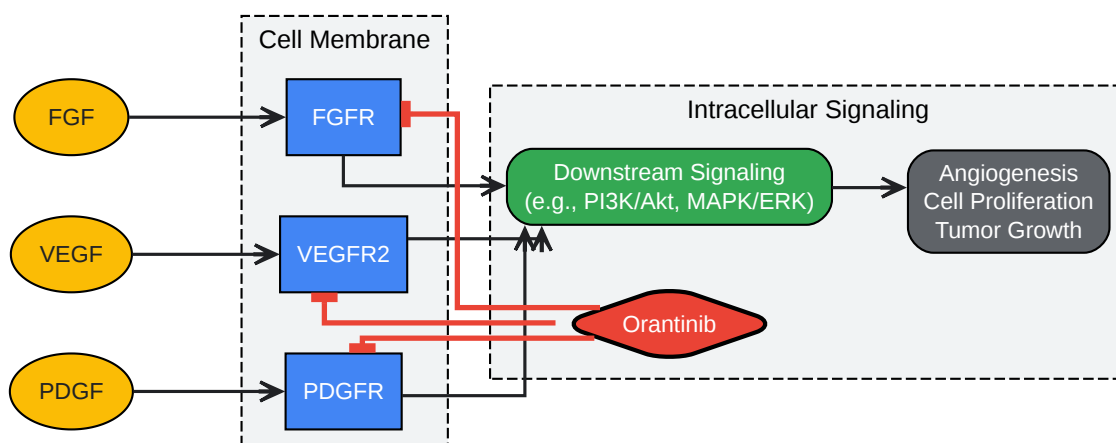 Cell Membrane
FGF
FGFR
Intracellular Signaling
Downstream Signaling
(e.g., PI3K/Akt, MAPK/ERK)
Angiogenesis
Cell Proliferation
Tumor Growth
VEGF
VEGFR2
Orantinib
PDGF
PDGFR